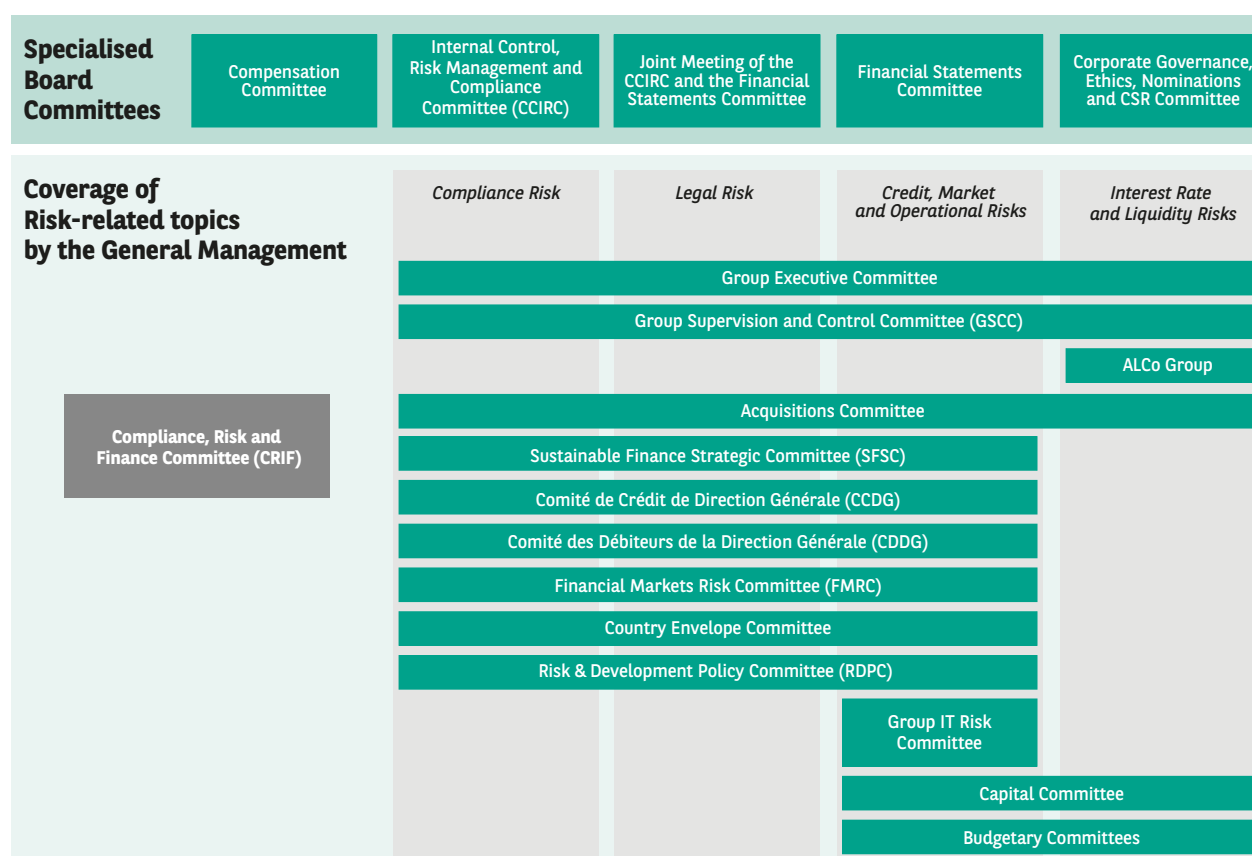 Specialised
Board
Committees
Compensation
Committee
Internal Control,
Risk Management and
Compliance
Committee (CCIRC)
Joint Meeting of the
CCIRC and the Financial
Statements Committee
Financial Statements
Committee
Corporate Governance,
Ethics, Nominations
and CSR Committee
Coverage of
Risk-related topics
by the General Management
Compliance Risk
Legal Risk
Credit, Market
and Operational Risks
Interest Rate
and Liquidity Risks
Group Executive Committee
Group Supervision and Control Committee (GSCC)
ALCo Group
Acquisitions Committee
Compliance, Risk and
Finance Committee (CRIF)
Sustainable Finance Strategic Committee (SFSC)
Comité de Crédit de Direction Générale (CCDG)
Comité des Débiteurs de la Direction Générale (CDDG)
Financial Markets Risk Committee (FMRC)
Country Envelope Committee
Risk & Development Policy Committee (RDPC)
Group IT Risk
Committee
Capital Committee
Budgetary Committees